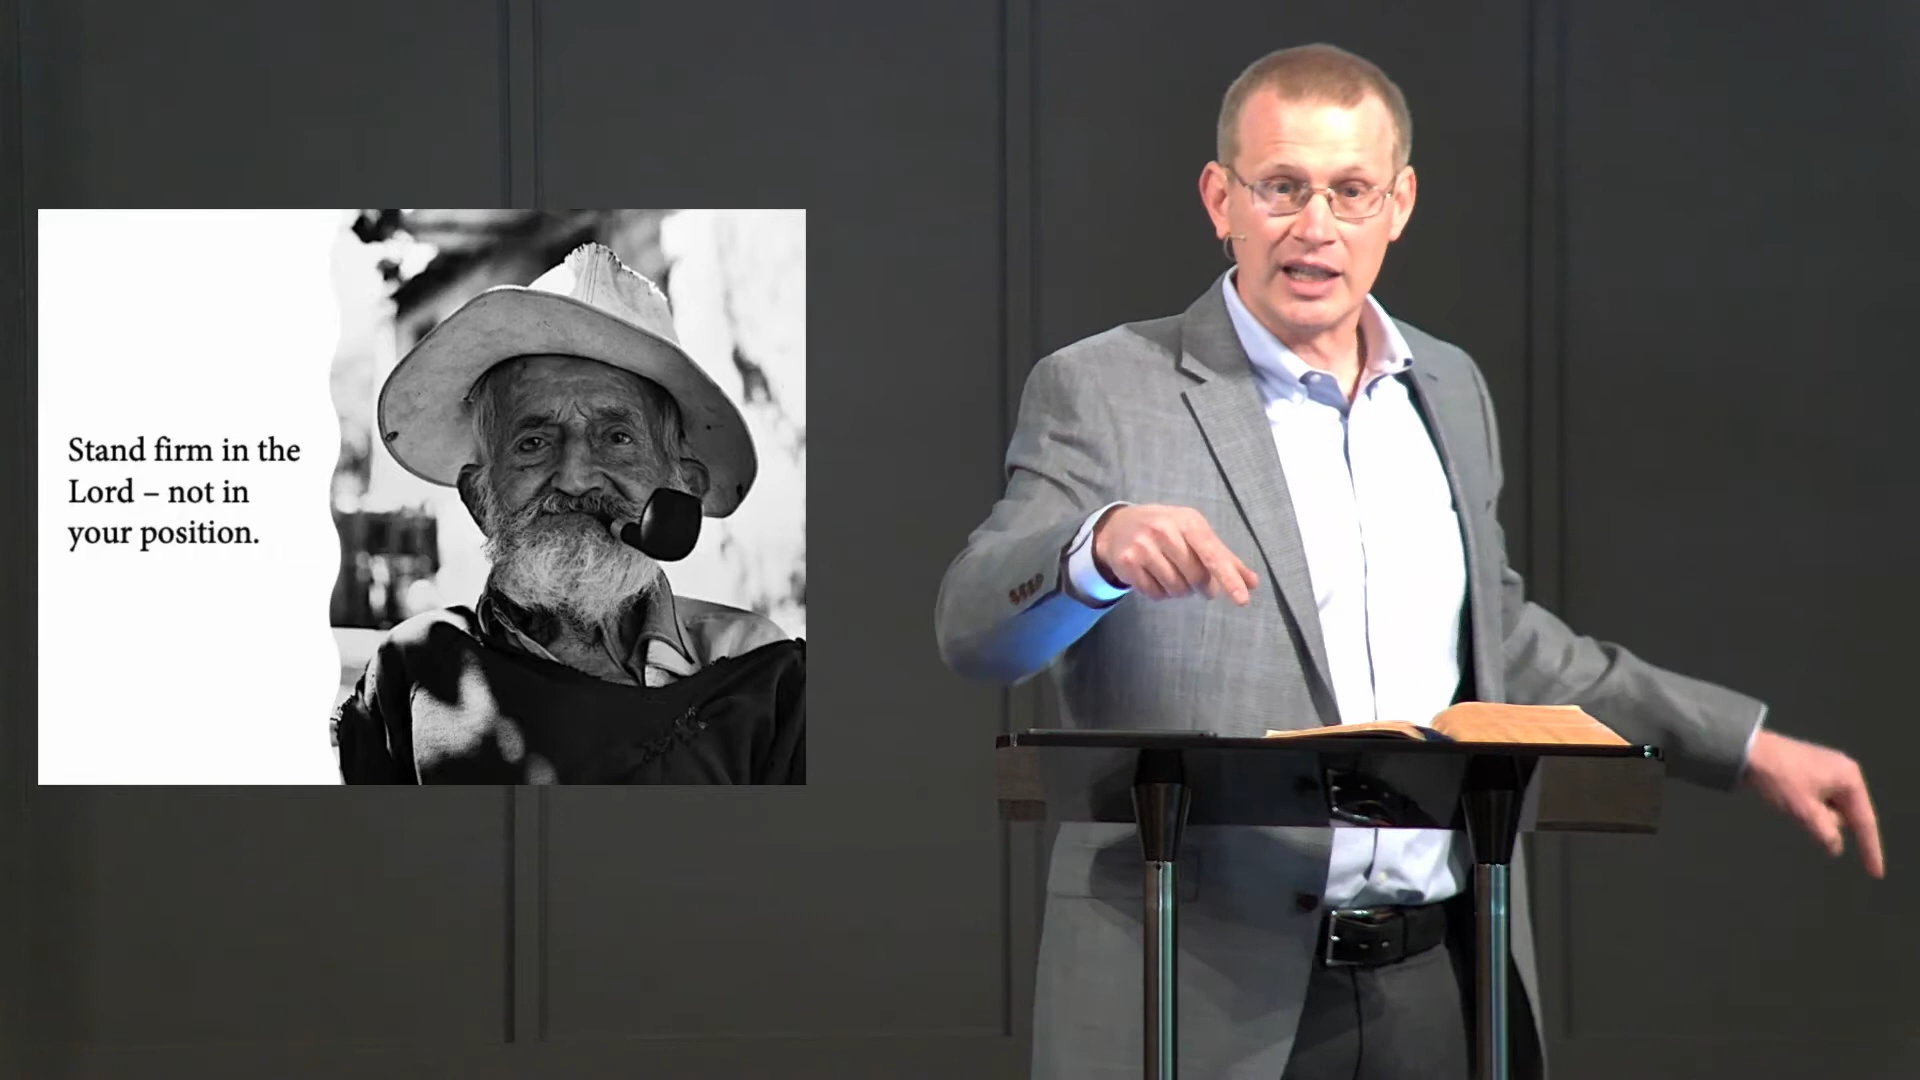 Stand firm in the
Lord – not in
your position.